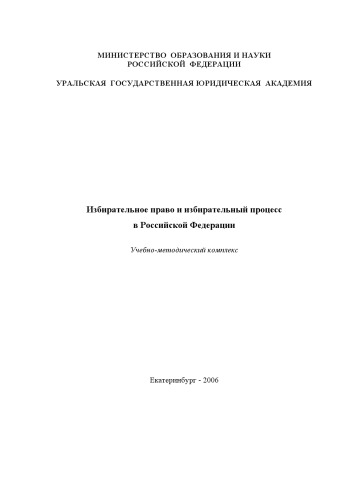 МИНИСТЕРСТВО ОБРАЗОВАНИЯ И НАУКИ
РОССИЙСКОЙ ФЕДЕРАЦИИ
УРАЛЬСКАЯ ГОСУДАРСТВЕННАЯ ЮРИДИЧЕСКАЯ АКАДЕМИЯ
Избирательное право и избирательный процесс
в Российской Федерации
Учебно-методический комплекс
Екатеринбург - 2006